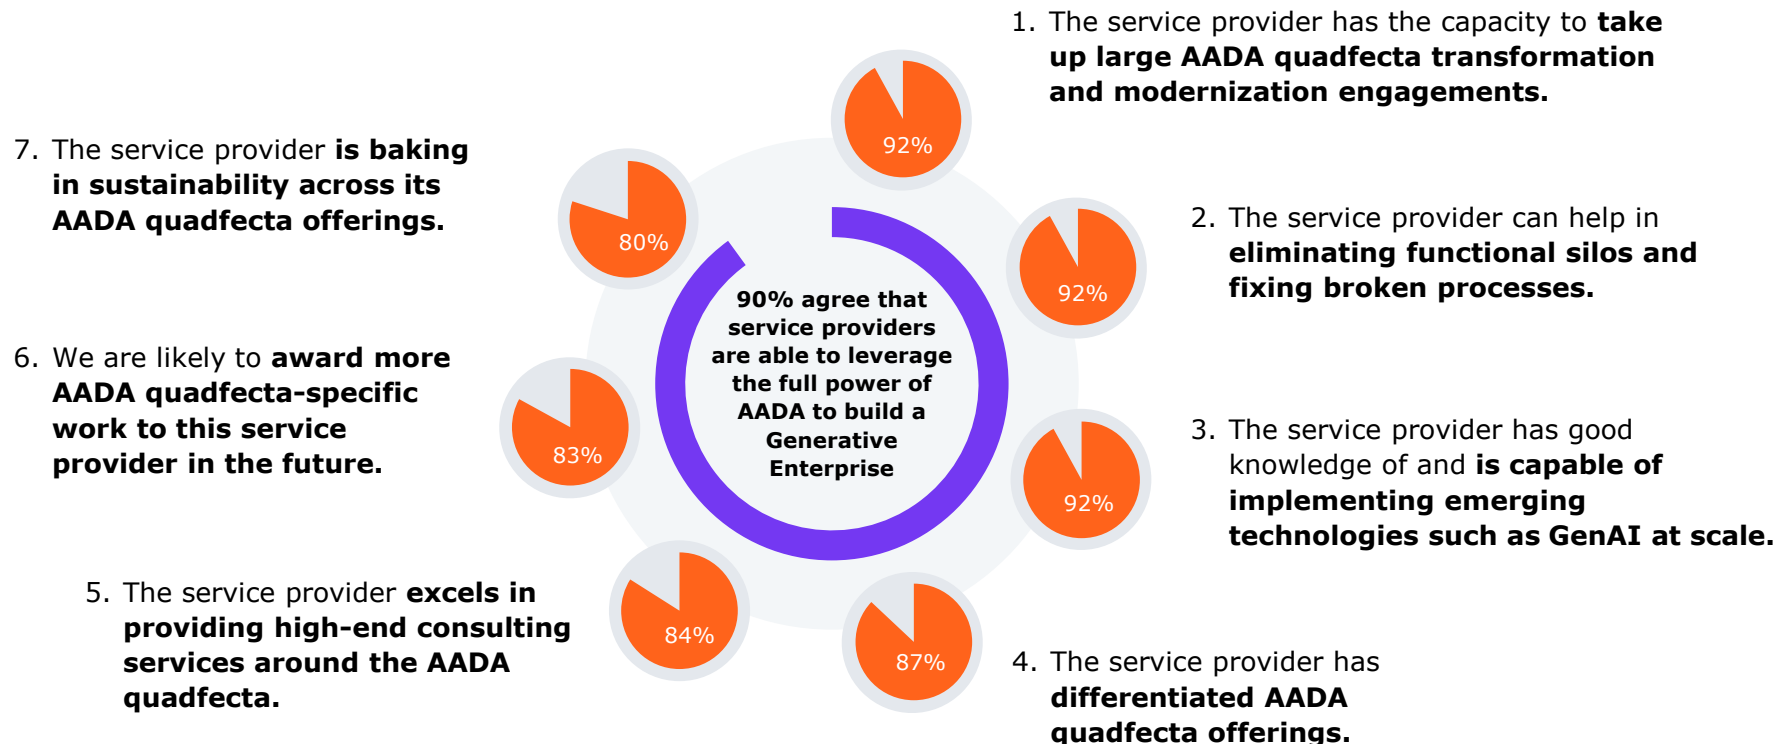 1. The service provider has the capacity to take
up large AADA quadfecta transformation
and modernization engagements.
92%
2. The service provider can help in
eliminating functional silos and
fixing broken processes.
92%
3. The service provider has good
knowledge of and is capable of
implementing emerging
technologies such as GenAI at scale.
92%
4. The service provider has
differentiated AADA
quadfecta offerings.
87%
5. The service provider excels in
providing high-end consulting
services around the AADA
quadfecta.
84%
6. We are likely to award more
AADA quadfecta-specific
work to this service
provider in the future.
83%
7. The service provider is baking
in sustainability across its
AADA quadfecta offerings.
80%
90% agree that
service providers
are able to leverage
the full power of
AADA to build a
Generative
Enterprise